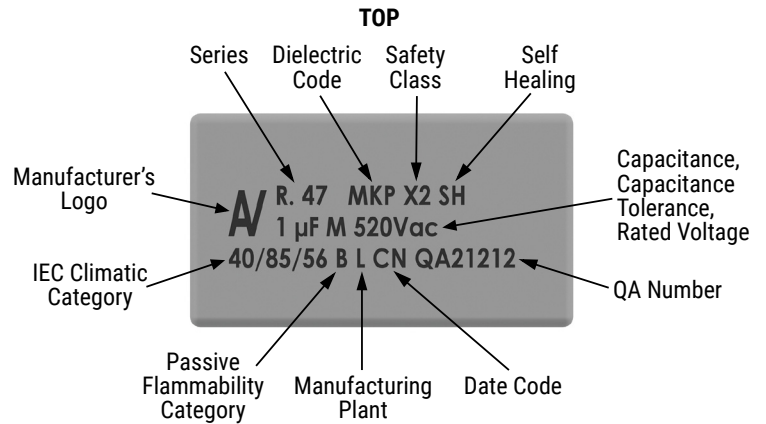 TOP
Series
Dielectric
Code
Safety
Class
Self
Healing
Manufacturer's
Logo
R. 47 MKP X2 SH
1 µF M 520Vac
40/85/56 B L CN QA21212
Capacitance,
Capacitance
Tolerance,
Rated Voltage
IEC Climatic
Category
QA Number
Passive
Flammability
Category
Manufacturing
Plant
Date Code